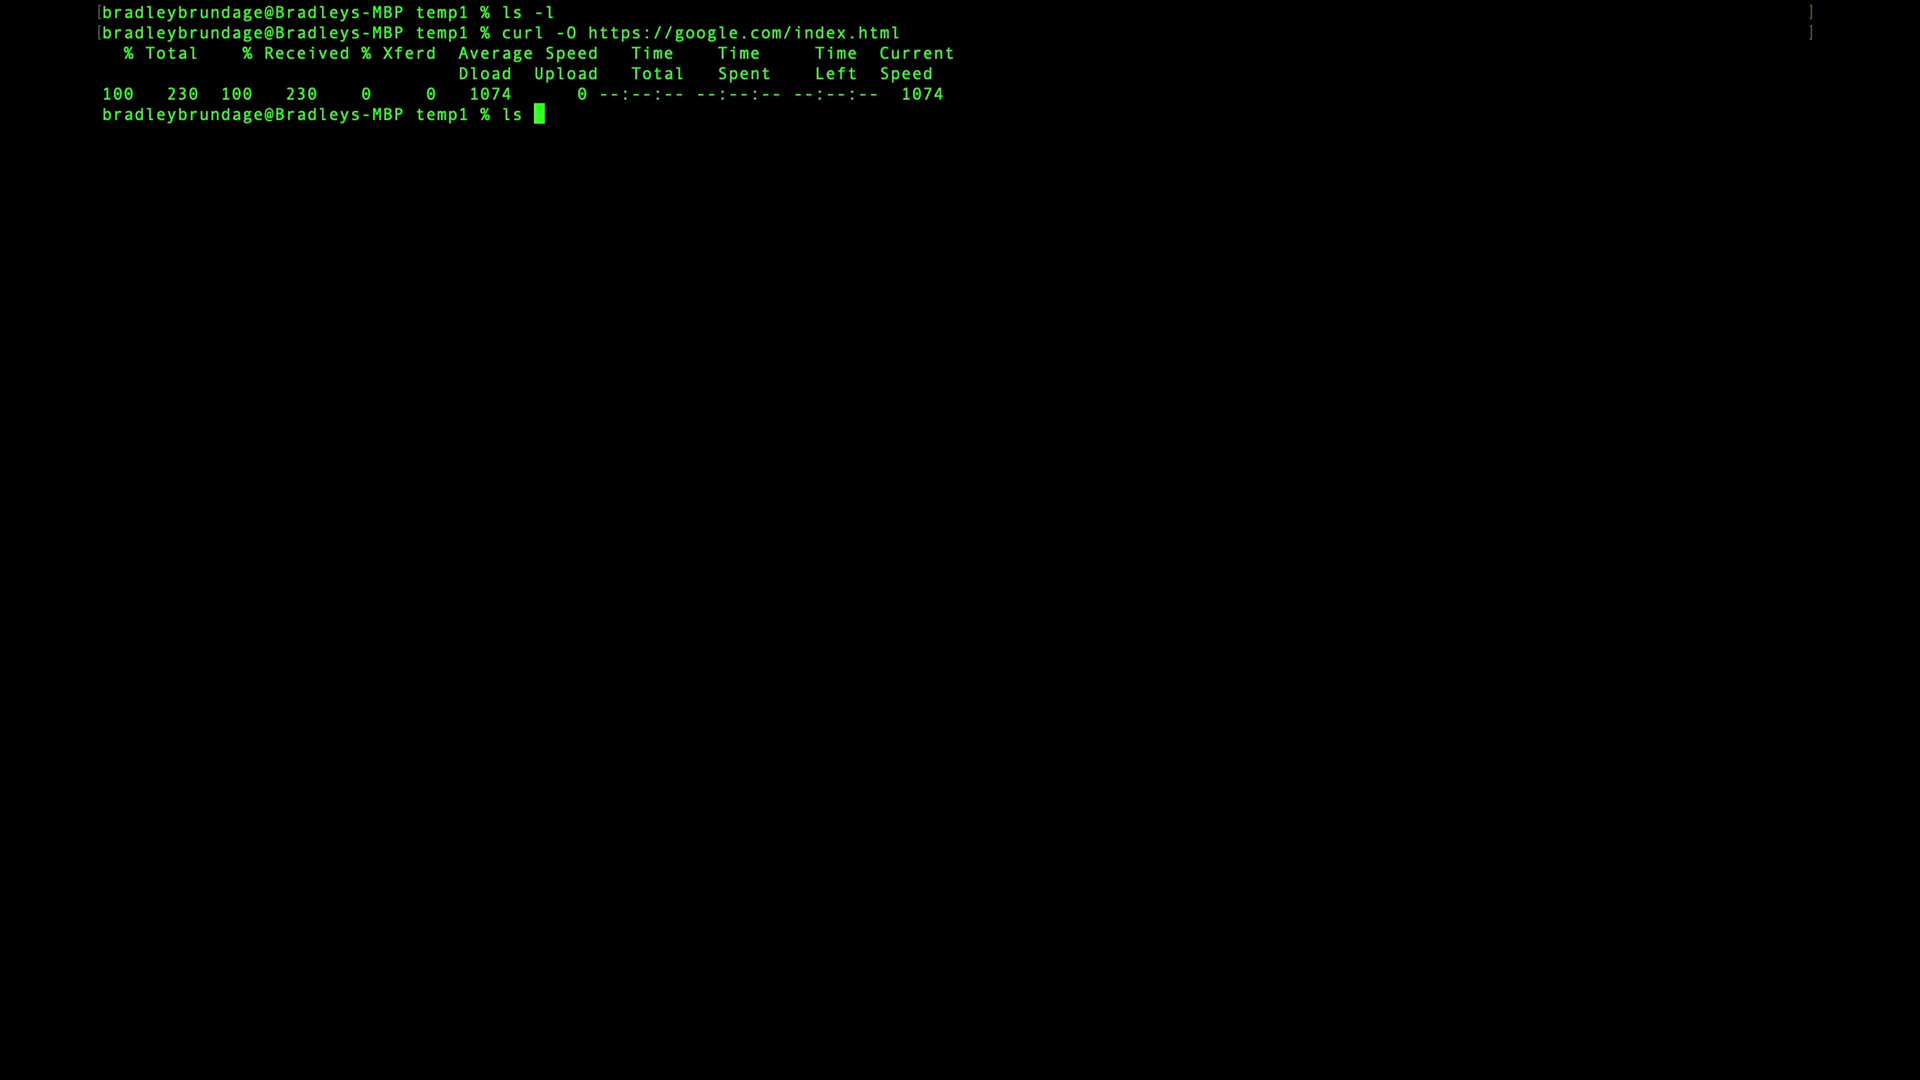 [bradleybrundage@Bradleys-MBP temp1 % ls -l ]
[bradleybrundage@Bradleys-MBP temp1 % curl -O https://google.com/index.html ]
  % Total    % Received % Xferd  Average Speed   Time    Time     Time  Current
                                 Dload  Upload   Total   Spent    Left  Speed
100   230  100   230    0     0   1074      0 --:--:-- --:--:-- --:--:--  1074
bradleybrundage@Bradleys-MBP temp1 % ls